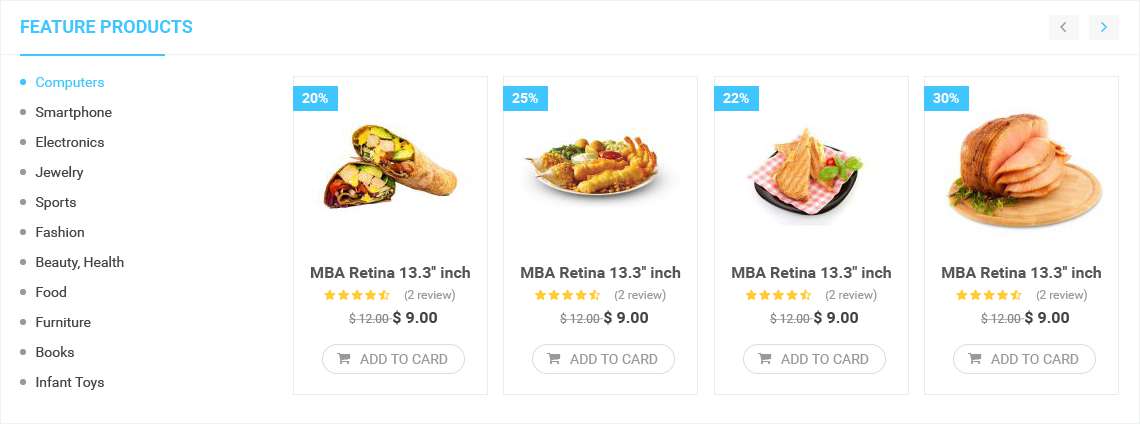 FEATURE PRODUCTS
Computers
Smartphone
Electronics
Jewelry
Sports
Fashion
Beauty, Health
Food
Furniture
Books
Infant Toys
20%
MBA Retina 13.3" inch
(2 review)
$ 12.00 $ 9.00
ADD TO CARD
25%
MBA Retina 13.3" inch
(2 review)
$ 12.00 $ 9.00
ADD TO CARD
22%
MBA Retina 13.3" inch
(2 review)
$ 12.00 $ 9.00
ADD TO CARD
30%
MBA Retina 13.3" inch
(2 review)
$ 12.00 $ 9.00
ADD TO CARD